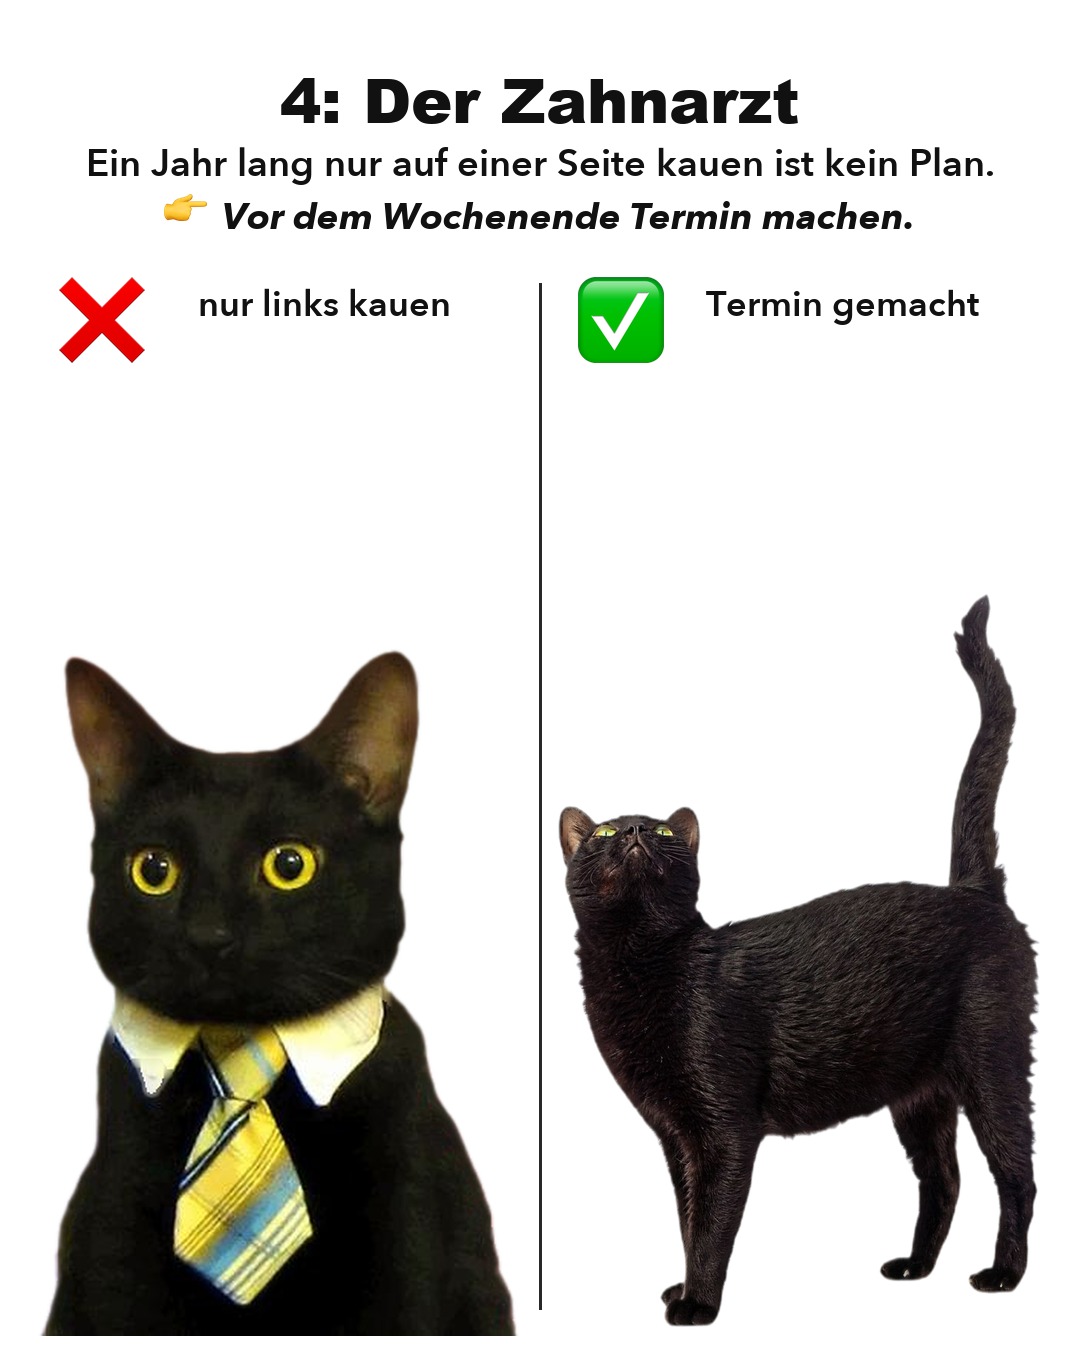 4: Der Zahnarzt
Ein Jahr lang nur auf einer Seite kauen ist kein Plan.
👉 Vor dem Wochenende Termin machen.
❌ nur links kauen
✅ Termin gemacht